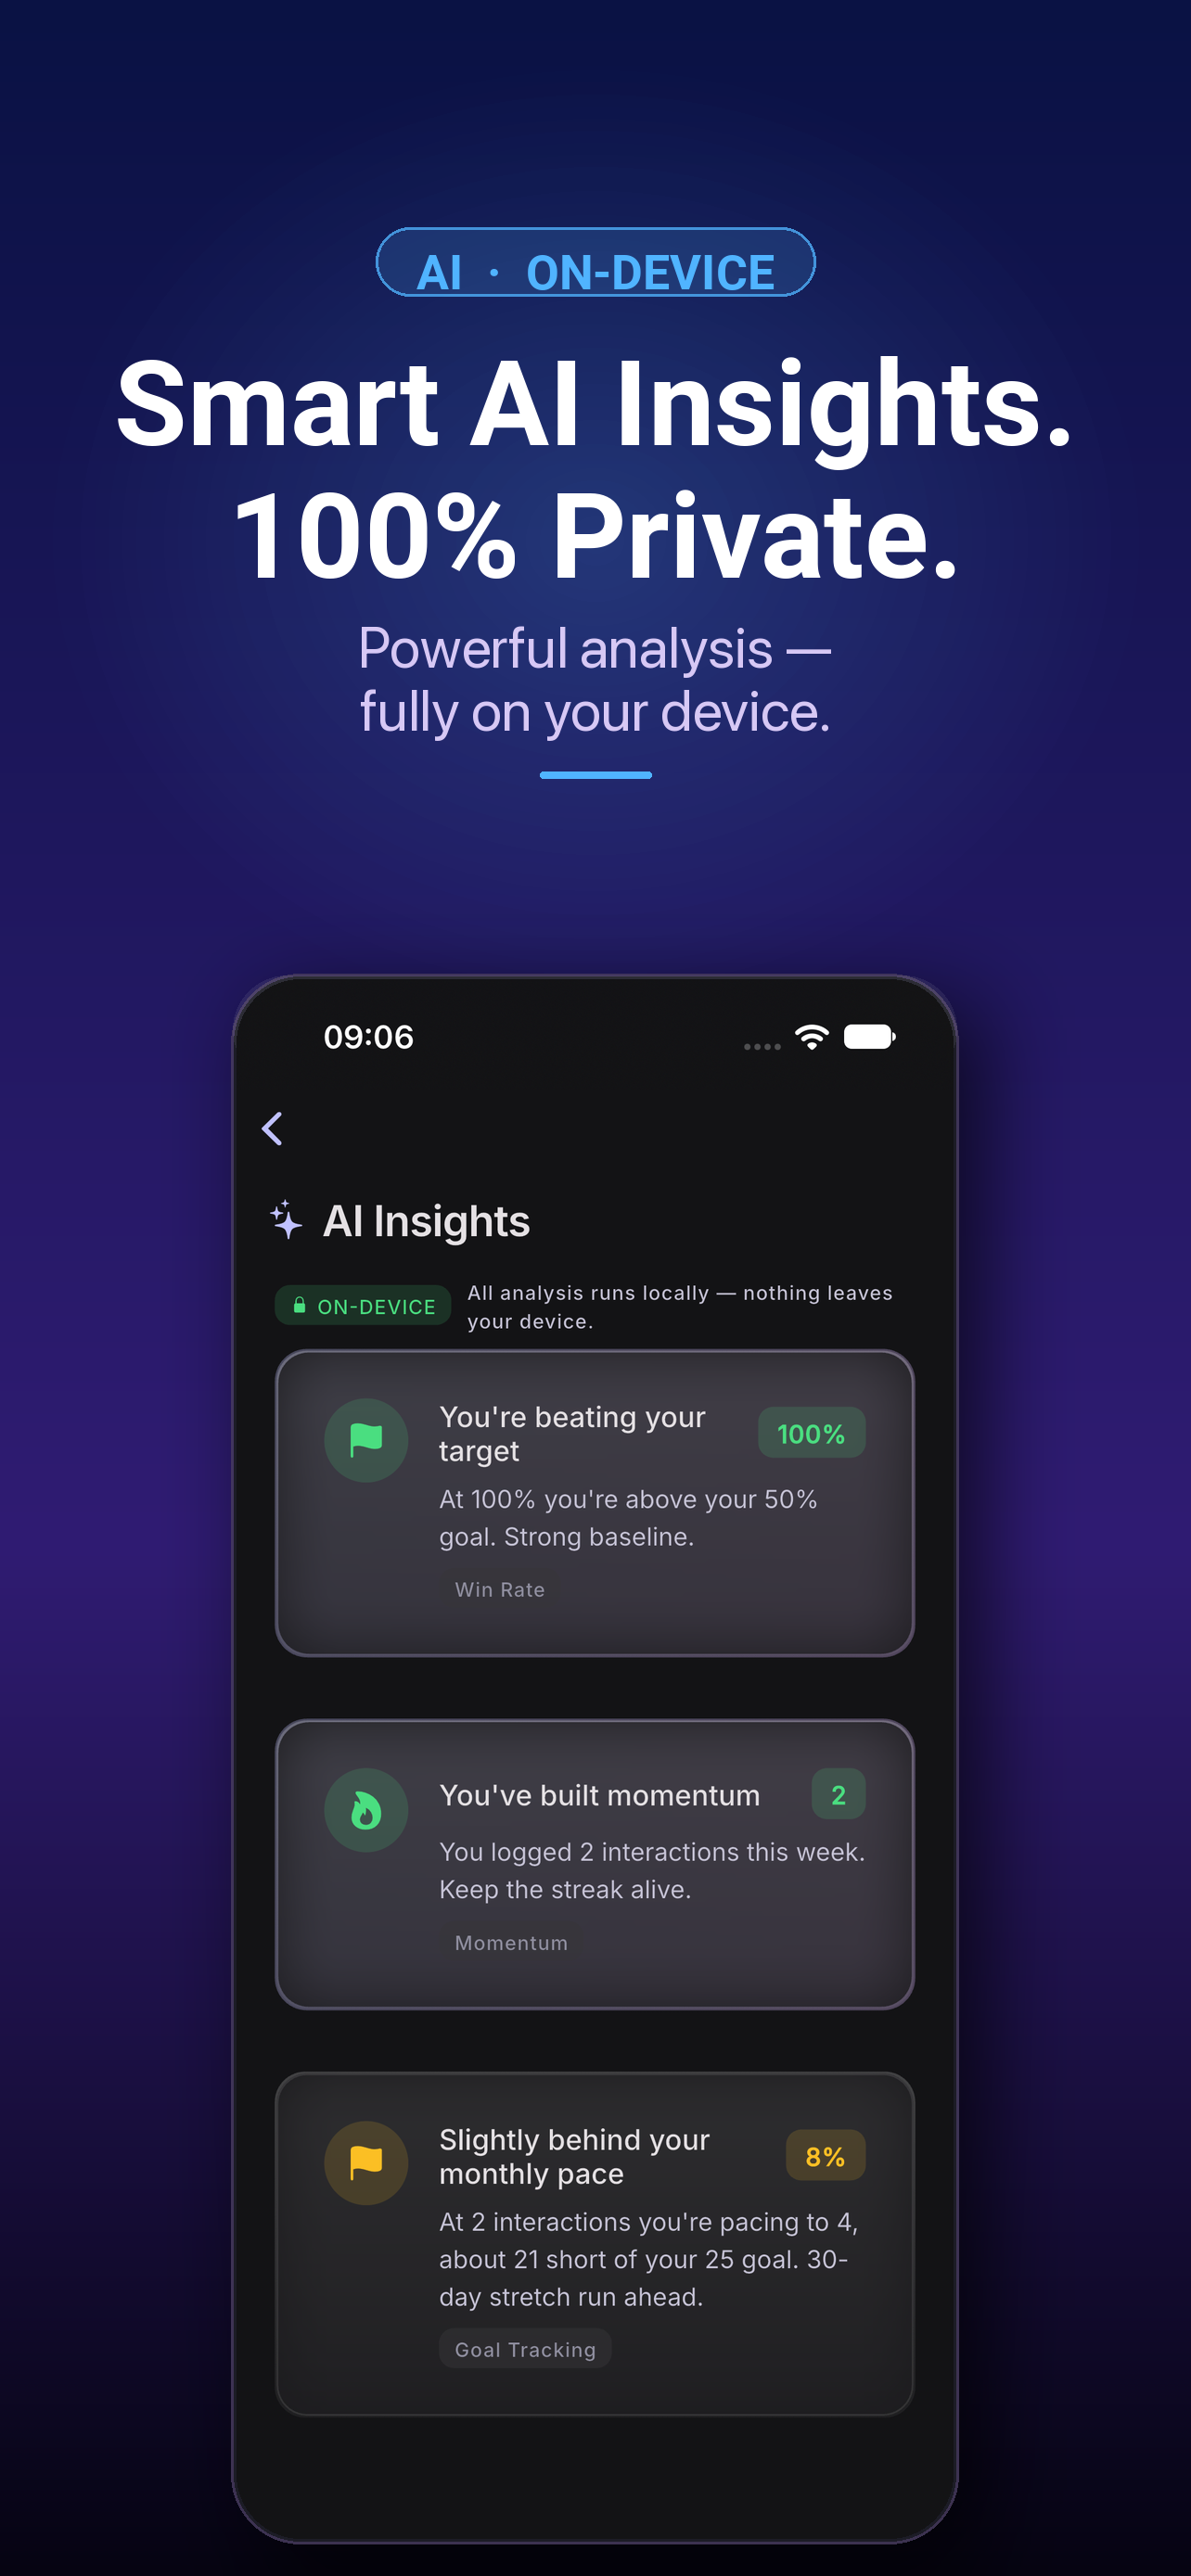 AI · ON-DEVICE
Smart AI Insights.
100% Private.
Powerful analysis —
fully on your device.
09:06
AI Insights
ON-DEVICE
All analysis runs locally — nothing leaves
your device.
You're beating your
target
100%
At 100% you're above your 50%
goal. Strong baseline.
Win Rate
You've built momentum
2
You logged 2 interactions this week.
Keep the streak alive.
Momentum
Slightly behind your
monthly pace
8%
At 2 interactions you're pacing to 4,
about 21 short of your 25 goal. 30-
day stretch run ahead.
Goal Tracking